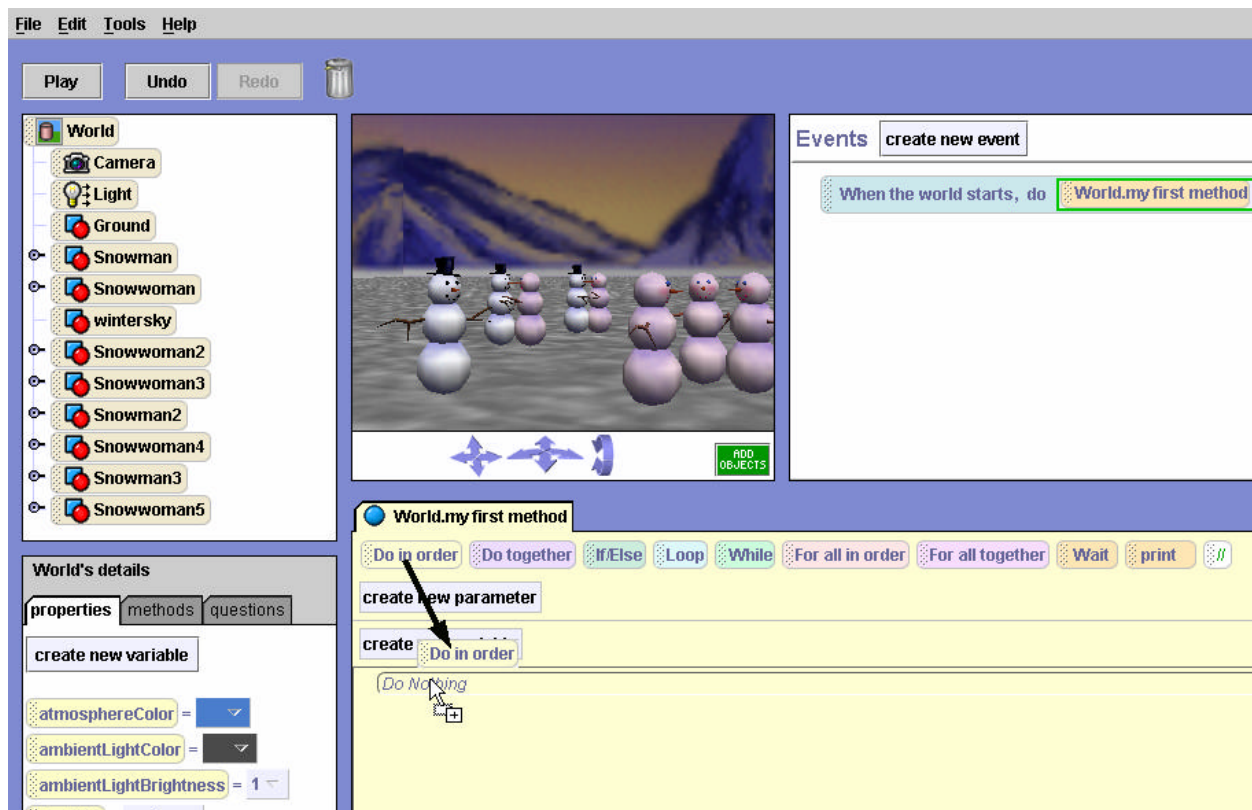 File Edit Tools Help
Play Undo Redo
World
Camera
Light
Ground
Snowman
Snowwoman
wintersky
Snowwoman2
Snowwoman3
Snowman2
Snowwoman4
Snowman3
Snowwoman5
ADD
OBJECTS
Events create new event
When the world starts, do World.my first method
World's details
properties methods questions
create new variable
atmosphereColor =
ambientLightColor =
ambientLightBrightness = 1
World.my first method
Do in order Do together If/Else Loop While For all in order For all together Wait print //
create new parameter
create
Do in order
(Do Nothing